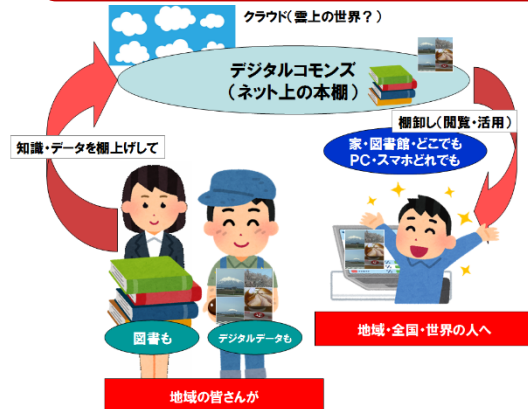 クラウド(雲上の世界?)
デジタルコモンズ
(ネット上の本棚)
棚卸し(閲覧・活用)
知識・データを棚上げして
家・図書館・どこでも
PC・スマホどれでも
図書も
デジタルデータも
地域・全国・世界の人へ
地域の皆さんが